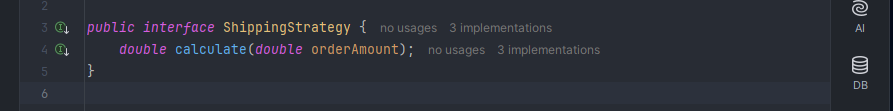 2
3 public interface ShippingStrategy { no usages 3 implementations
4 double calculate(double orderAmount); no usages 3 implementations
5 }
6
AI
DB